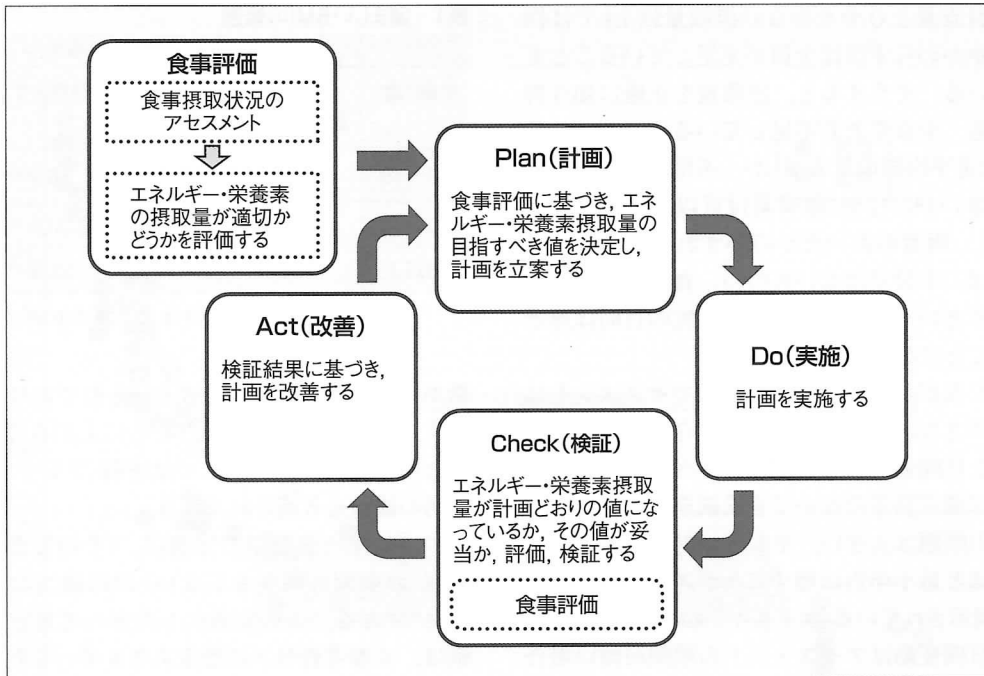 食事評価
食事摂取状況の
アセスメント
エネルギー・栄養素
の摂取量が適切か
どうかを評価する
Plan(計画)
食事評価に基づき，エネ
ルギー・栄養素摂取量の
目指すべき値を決定し，
計画を立案する
Do(実施)
計画を実施する
Check(検証)
エネルギー・栄養素摂取
量が計画どおりの値になっ
ているか，その値が妥
当か，評価，検証する
食事評価
Act(改善)
検証結果に基づき，
計画を改善する